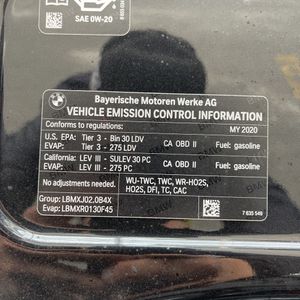 SAE 0W-20
Bayerische Motoren Werke AG
VEHICLE EMISSION CONTROL INFORMATION
Conforms to regulations: MY 2020
U.S. EPA: Tier 3 - Bin 30 LDV CA OBD II Fuel: gasoline
EVAP: Tier 3 - 275 LDV
California: LEV III - SULEV 30 PC CA OBD II Fuel: gasoline
EVAP: LEV III - 275 PC
No adjustments needed. WU-TWC, TWC, WR-HO2S,
HO2S, DFI, TC, CAC
Group: LBMXJ02.0B4X
Evap: LBMXR0130F45
7 635 549